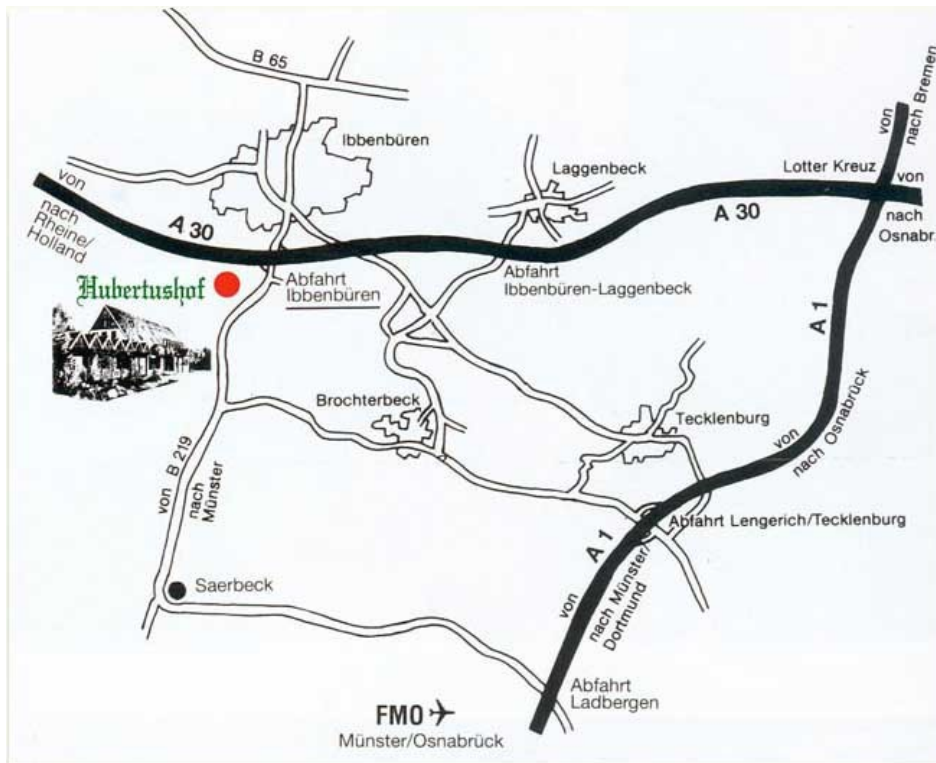 B 65
Ibbenbüren
Laggenbeck
Lotter Kreuz
von
nach Bremen
von
nach
Osnabr.
von
nach
Rheine/
Holland
A 30
A 30
Hubertushof
Abfahrt
Ibbenbüren
Abfahrt
Ibbenbüren-Laggenbeck
A 1
Brochterbeck
Tecklenburg
von
nach Osnabrück
von B 219
nach
Münster
Abfahrt Lengerich/Tecklenburg
A 1
von
nach Münster/
Dortmund
Saerbeck
Abfahrt
Ladbergen
FMO
Münster/Osnabrück